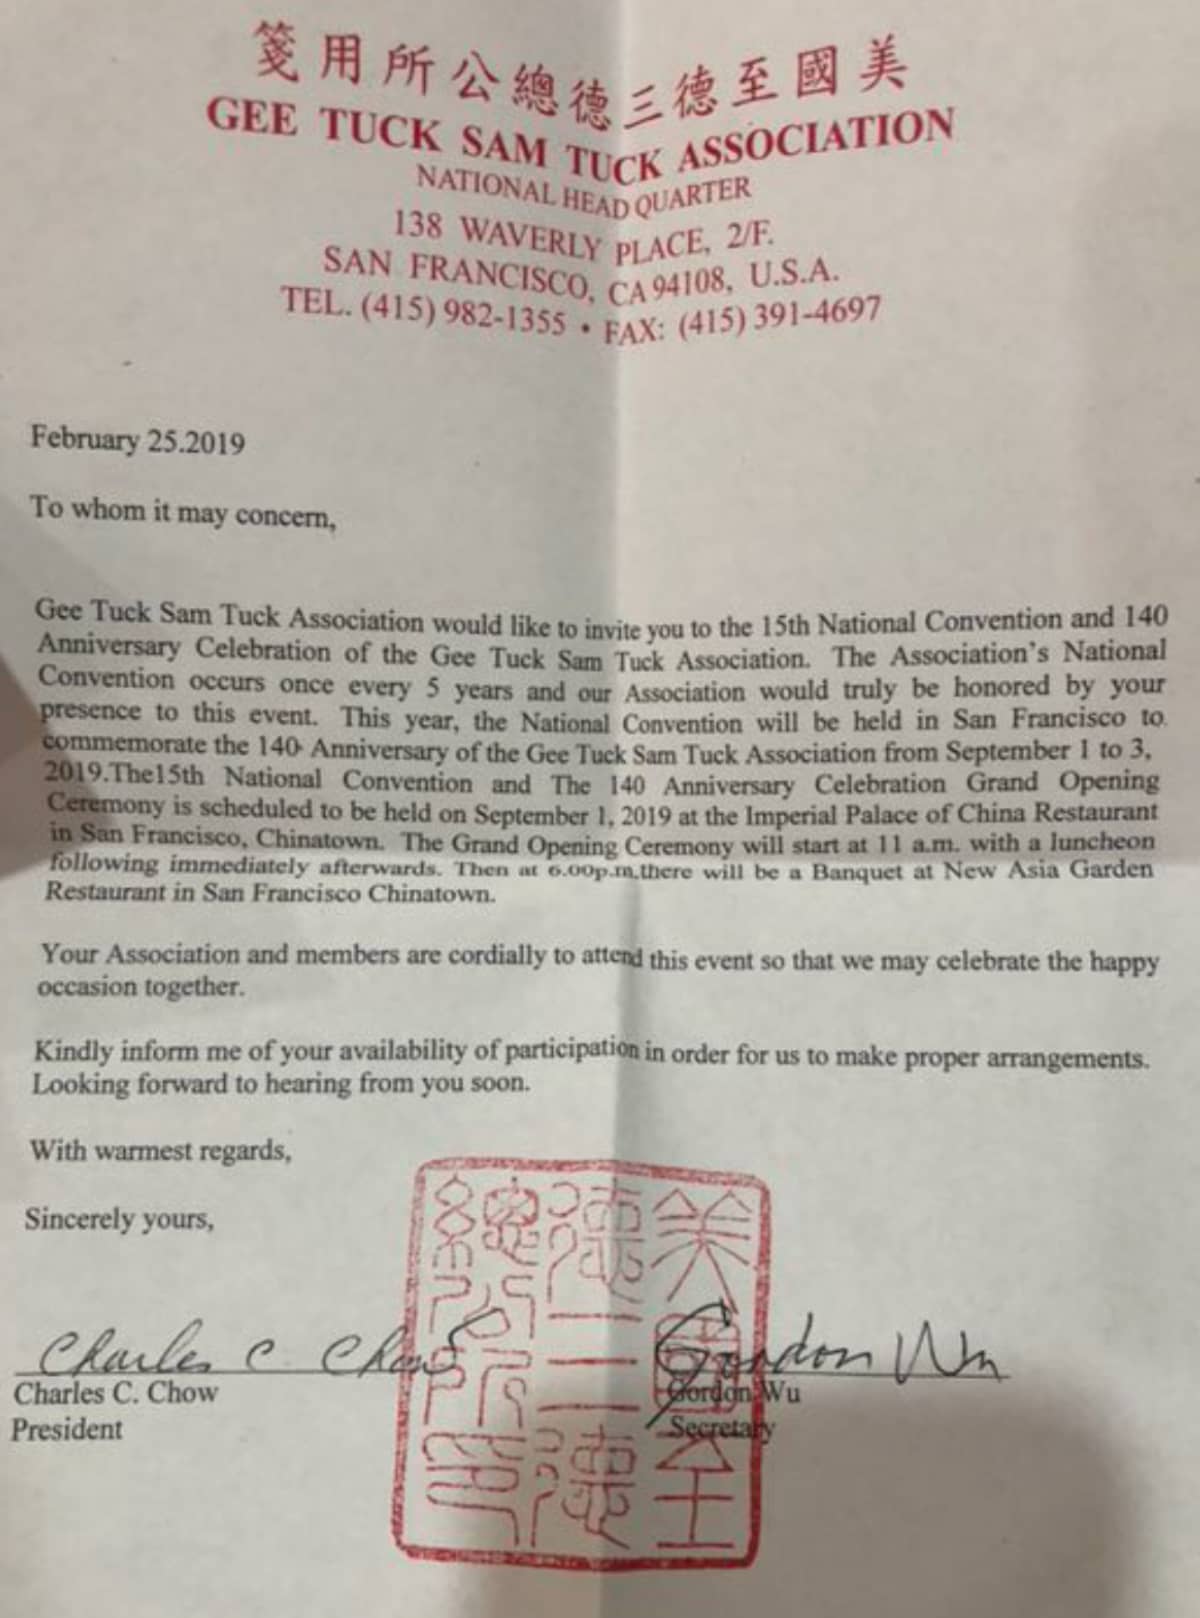 箋用所公總德三德至國美
GEE TUCK SAM TUCK ASSOCIATION
NATIONAL HEAD QUARTER
138 WAVERLY PLACE, 2/F.
SAN FRANCISCO, CA 94108, U.S.A.
TEL. (415) 982-1355 • FAX: (415) 391-4697
February 25.2019
To whom it may concern,
Gee Tuck Sam Tuck Association would like to invite you to the 15th National Convention and 140
Anniversary Celebration of the Gee Tuck Sam Tuck Association. The Association's National
Convention occurs once every 5 years and our Association would truly be honored by your
presence to this event. This year, the National Convention will be held in San Francisco to
commemorate the 140 Anniversary of the Gee Tuck Sam Tuck Association from September 1 to 3,
2019.The15th National Convention and The 140 Anniversary Celebration Grand Opening
Ceremony is scheduled to be held on September 1, 2019 at the Imperial Palace of China Restaurant
in San Francisco, Chinatown. The Grand Opening Ceremony will start at 11 a.m. with a luncheon
following immediately afterwards. Then at 6.00p.m.there will be a Banquet at New Asia Garden
Restaurant in San Francisco Chinatown.
Your Association and members are cordially to attend this event so that we may celebrate the happy
occasion together.
Kindly inform me of your availability of participation in order for us to make proper arrangements.
Looking forward to hearing from you soon.
With warmest regards,
Sincerely yours,
Charles C. Chow
Gordon Wu
Charles C. Chow
Gordon Wu
President
Secretary
美國至
德三德
總公所印